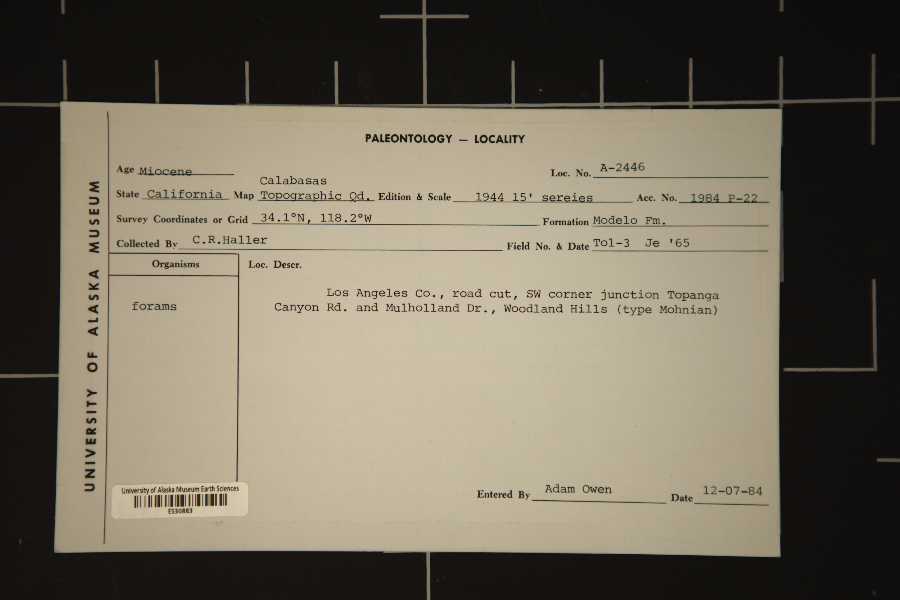 PALEONTOLOGY — LOCALITY
Age Miocene Loc. No. A-2446
Calabasas
State California Map Topographic Qd. Edition & Scale 1944 15' sereies Acc. No. 1984 P-22
Survey Coordinates or Grid 34.1°N, 118.2°W Formation Modelo Fm.
Collected By C.R.Haller Field No. & Date Tol-3 Je '65
Organisms Loc. Descr.
Los Angeles Co., road cut, SW corner junction Topanga
forams Canyon Rd. and Mulholland Dr., Woodland Hills (type Mohnian)
UNIVERSITY OF ALASKA MUSEUM
University of Alaska Museum Earth Sciences
ES30883
Entered By Adam Owen Date 12-07-84